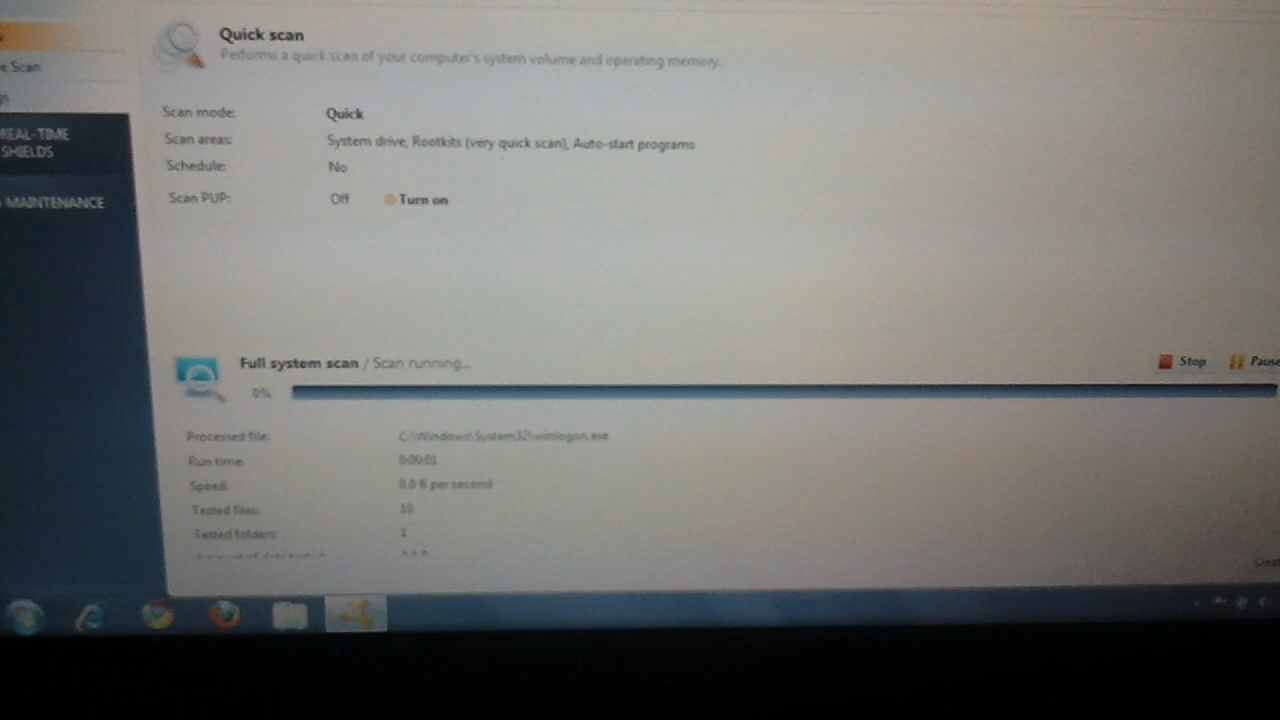 Quick scan
Performs a quick scan of your computer's system volume and operating memory.
e Scan
Scan mode: Quick
REAL-TIME
SHIELDS
Scan areas: System drive, Rootkits (very quick scan), Auto-start programs
Schedule: No
MAINTENANCE
Scan PUP: Off Turn on
Full system scan / Scan running... Stop Pause
0%
Processed file: C:\Windows\System32\winlogon.exe
Run time: 0:00:01
Speed: 0.0 B per second
Tested files: 10
Tested folders: 1